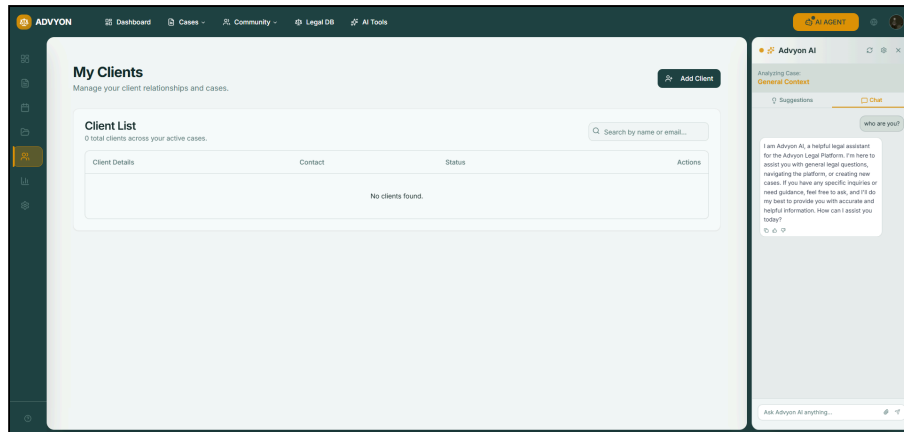 ADVYON
Dashboard
Cases
Community
Legal DB
AI Tools
AI AGENT
My Clients
Manage your client relationships and cases.
Add Client
Client List
0 total clients across your active cases.
Search by name or email...
Client Details
Contact
Status
Actions
No clients found.
Advyon AI
Analyzing Case:
General Context
Suggestions
Chat
who are you?
I am Advyon AI, a helpful legal assistant
for the Advyon Legal Platform. I'm here to
assist you with general legal questions,
navigating the platform, or creating new
cases. If you have any specific inquiries or
need guidance, feel free to ask, and I'll do
my best to provide you with accurate and
helpful information. How can I assist you
today?
Ask Advyon AI anything...